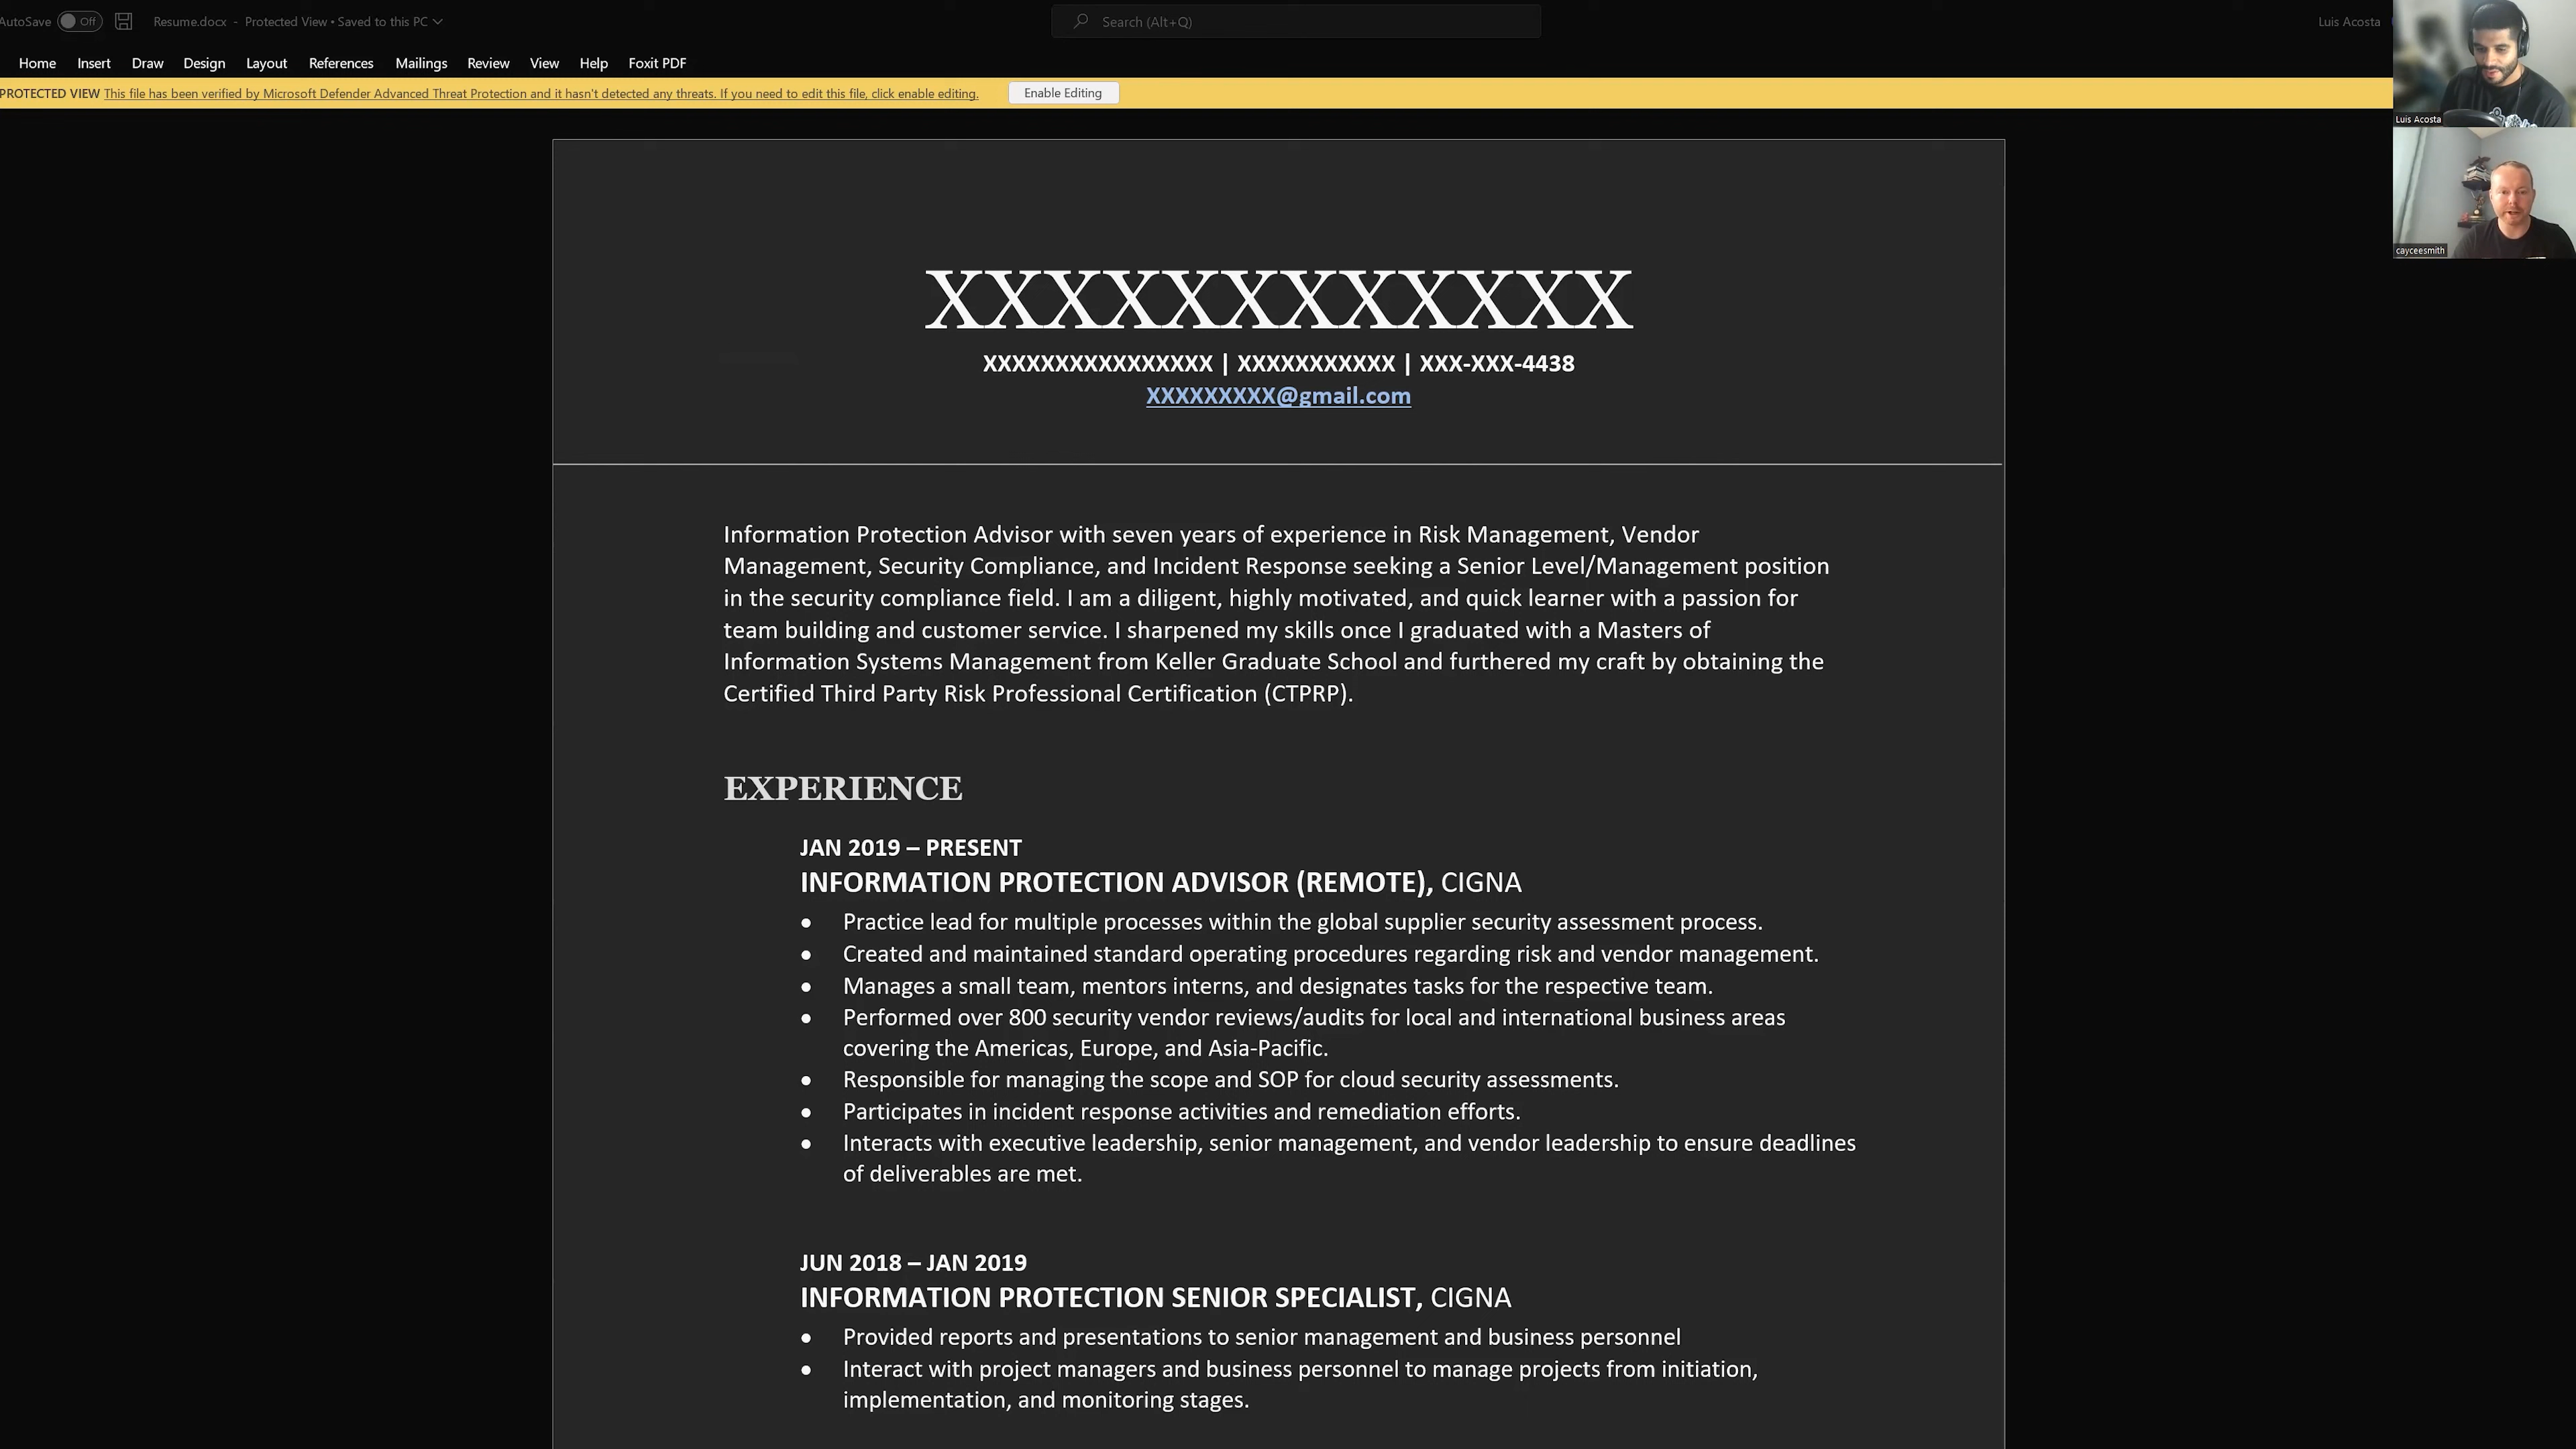 AutoSave Off Resume.docx - Protected View • Saved to this PC Search (Alt+Q) Luis Acosta
Home Insert Draw Design Layout References Mailings Review View Help Foxit PDF
PROTECTED VIEW This file has been verified by Microsoft Defender Advanced Threat Protection and it hasn't detected any threats. If you need to edit this file, click enable editing. Enable Editing
Luis Acosta
cayceesmith
XXXXXXXXXXXX
XXXXXXXXXXXXXXXX | XXXXXXXXXXX | XXX-XXX-4438
XXXXXXXXX@gmail.com
Information Protection Advisor with seven years of experience in Risk Management, Vendor
Management, Security Compliance, and Incident Response seeking a Senior Level/Management position
in the security compliance field. I am a diligent, highly motivated, and quick learner with a passion for
team building and customer service. I sharpened my skills once I graduated with a Masters of
Information Systems Management from Keller Graduate School and furthered my craft by obtaining the
Certified Third Party Risk Professional Certification (CTPRP).
EXPERIENCE
JAN 2019 – PRESENT
INFORMATION PROTECTION ADVISOR (REMOTE), CIGNA
• Practice lead for multiple processes within the global supplier security assessment process.
• Created and maintained standard operating procedures regarding risk and vendor management.
• Manages a small team, mentors interns, and designates tasks for the respective team.
• Performed over 800 security vendor reviews/audits for local and international business areas
covering the Americas, Europe, and Asia-Pacific.
• Responsible for managing the scope and SOP for cloud security assessments.
• Participates in incident response activities and remediation efforts.
• Interacts with executive leadership, senior management, and vendor leadership to ensure deadlines
of deliverables are met.
JUN 2018 – JAN 2019
INFORMATION PROTECTION SENIOR SPECIALIST, CIGNA
• Provided reports and presentations to senior management and business personnel
• Interact with project managers and business personnel to manage projects from initiation,
implementation, and monitoring stages.